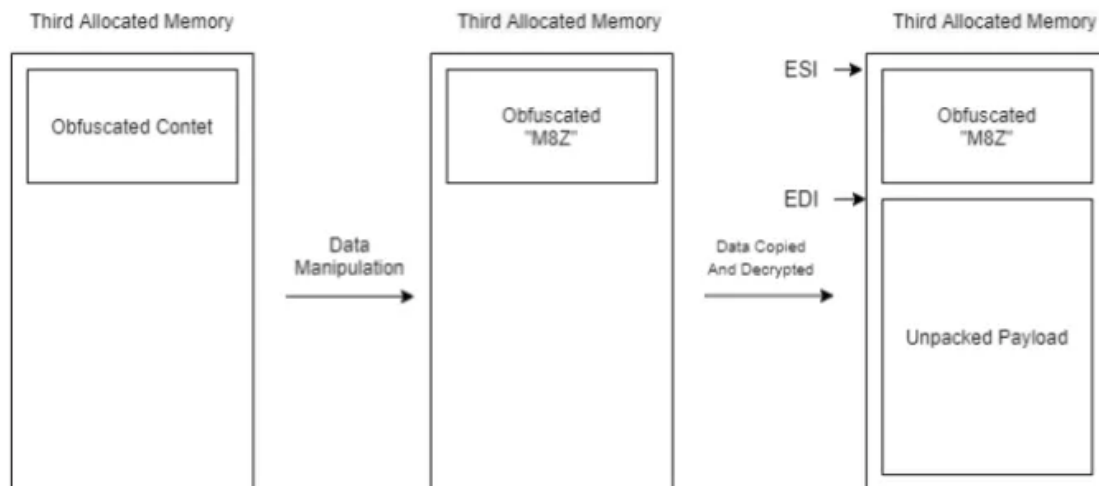 Third Allocated Memory
Third Allocated Memory
Third Allocated Memory
Obfuscated Contet
Obfuscated
"M8Z"
ESI
Obfuscated
"M8Z"
EDI
Data
Manipulation
Data Copied
And Decrypted
Unpacked Payload